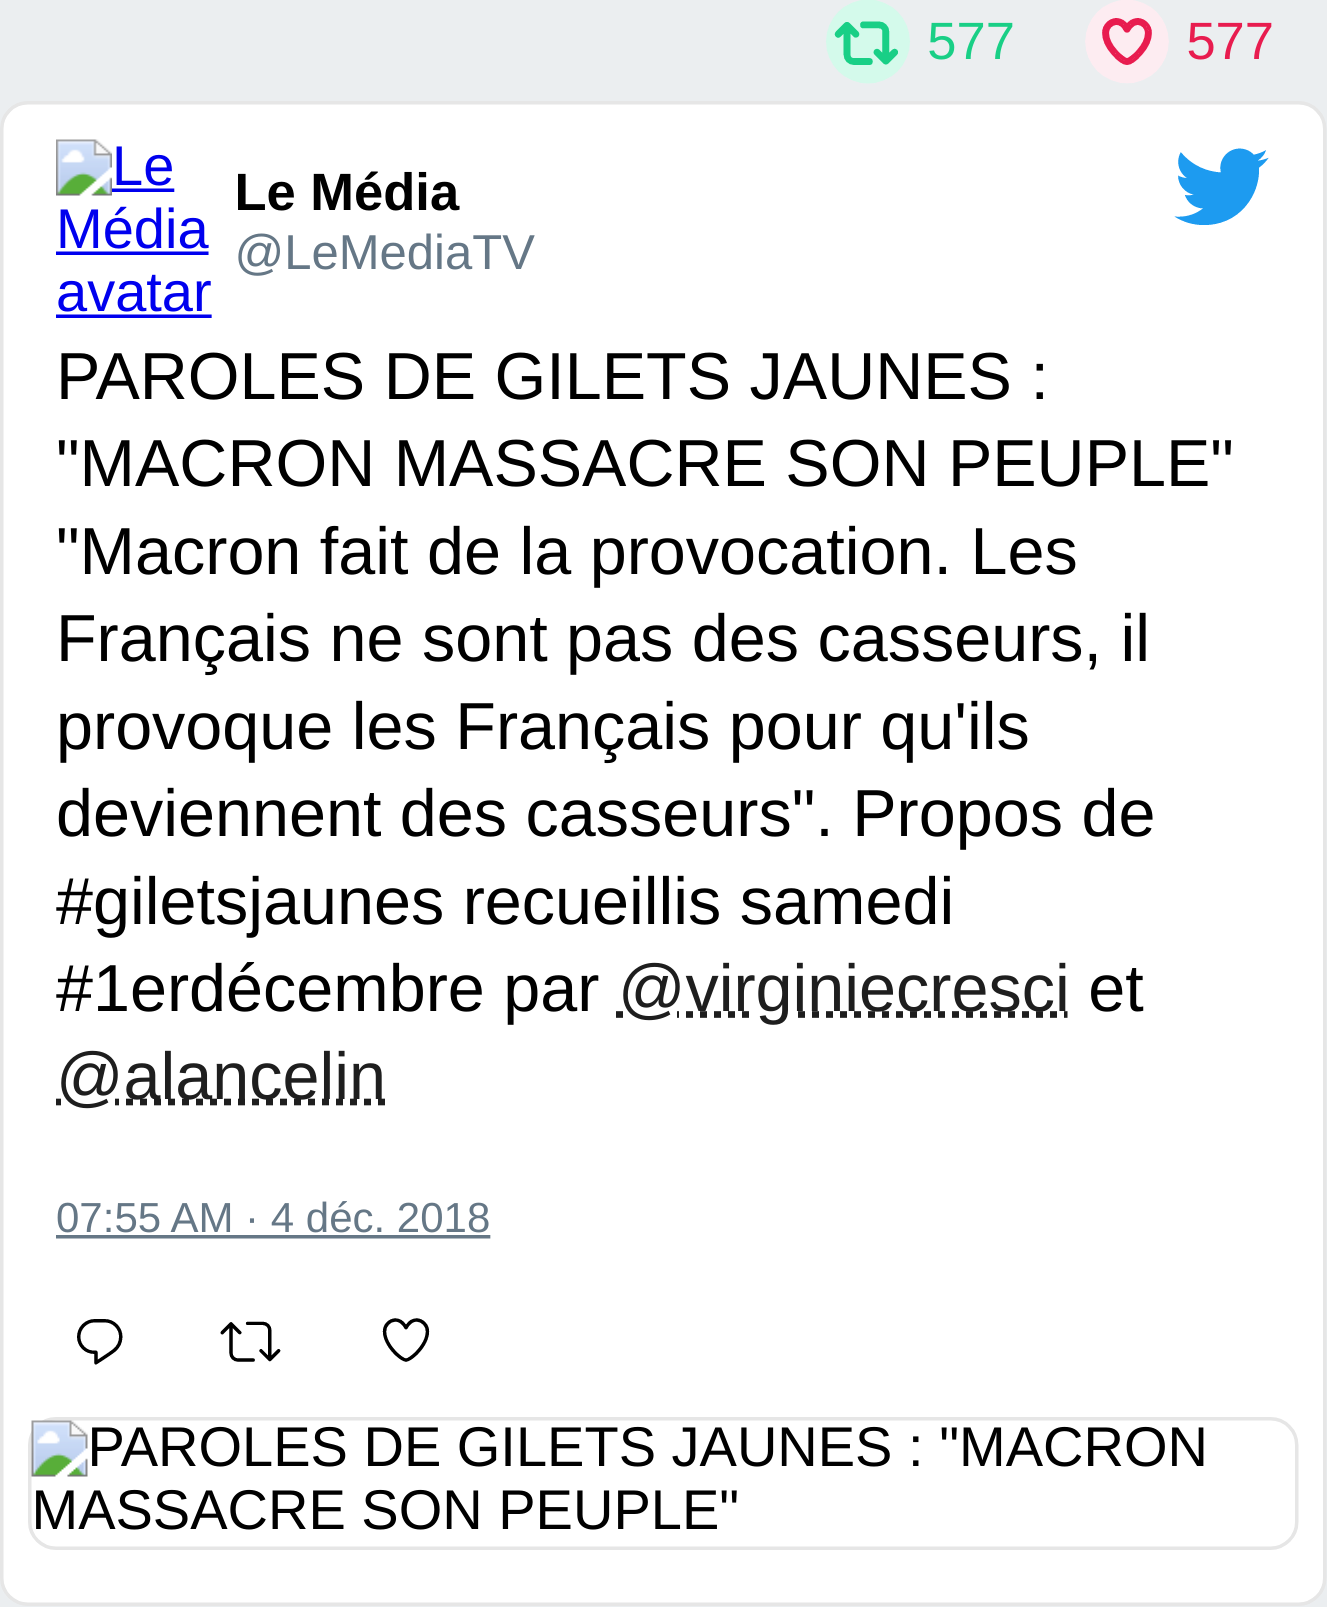 577 577
Le
Média
avatar
Le Média
@LeMediaTV
PAROLES DE GILETS JAUNES :
"MACRON MASSACRE SON PEUPLE"
"Macron fait de la provocation. Les
Français ne sont pas des casseurs, il
provoque les Français pour qu'ils
deviennent des casseurs". Propos de
#giletsjaunes recueillis samedi
#1erdécembre par @virginiecresci et
@alancelin
07:55 AM · 4 déc. 2018
PAROLES DE GILETS JAUNES : "MACRON
MASSACRE SON PEUPLE"